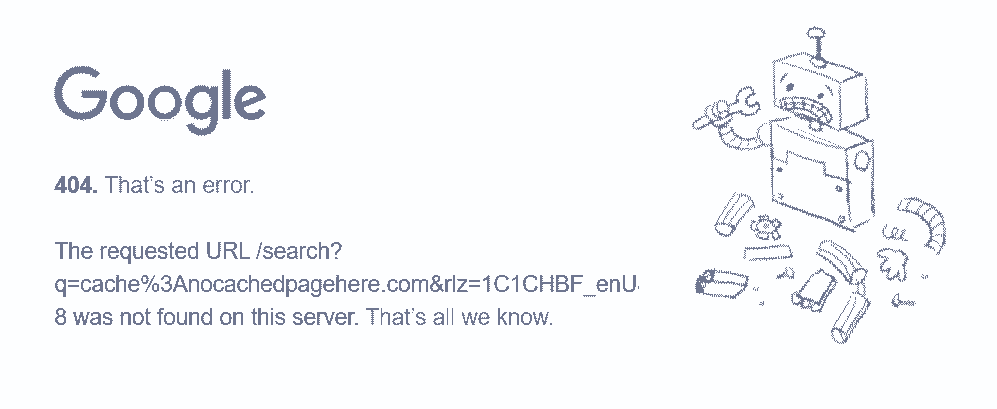 Google
404. That's an error.
The requested URL /search?
q=cache%3Anocachedpagehere.com&rlz=1C1CHBF_enU
8 was not found on this server. That's all we know.